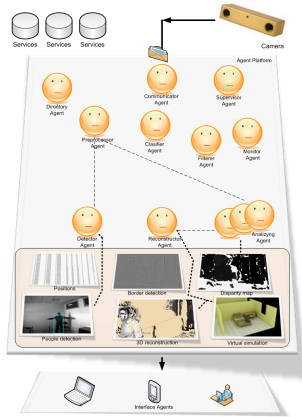 Services
Services
Services
Camera
Agent Platform
Directory
Agent
Communicator
Agent
Supervisor
Agent
Preprocessor
Agent
Classifier
Agent
Filterer
Agent
Monitor
Agent
Detector
Agent
Reconstructor
Agent
Analizyng
Agent
Positions
Border detection
Disparity map
People detection
3D reconstruction
Virtual simulation
Interface Agents